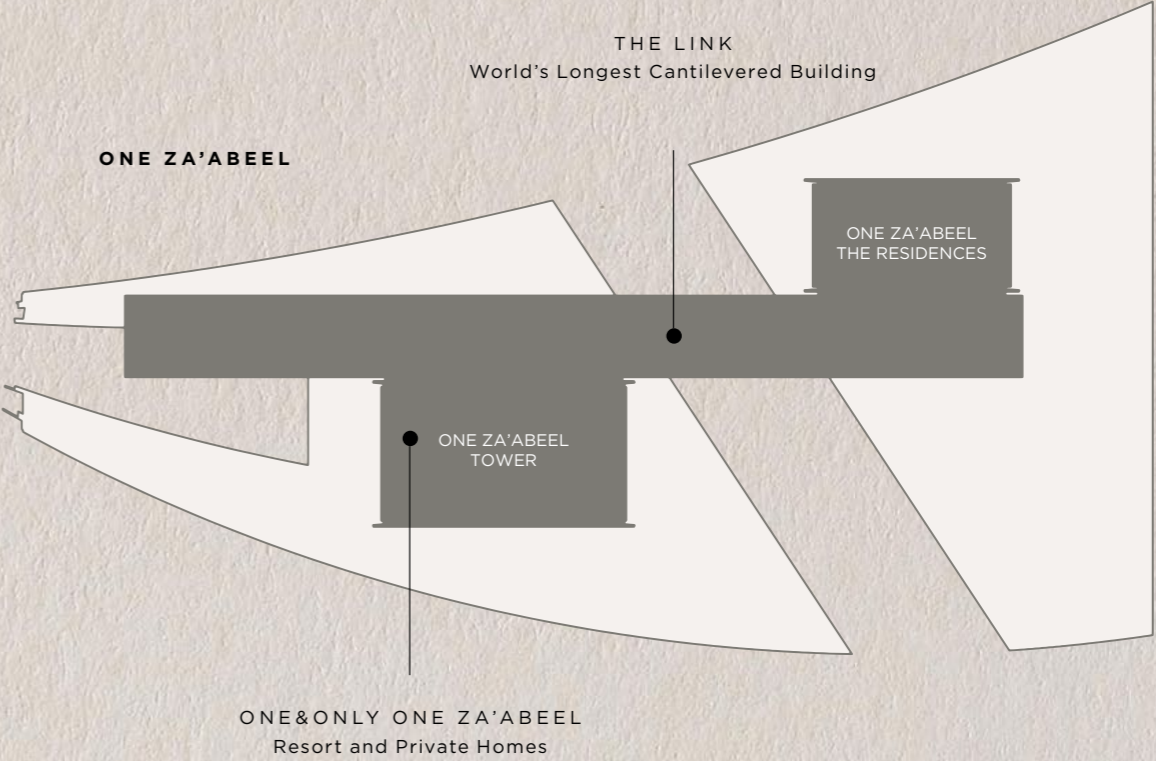 THE LINK
World's Longest Cantilevered Building
ONE ZA'ABEEL
ONE ZA'ABEEL
THE RESIDENCES
ONE ZA'ABEEL
TOWER
ONE&ONLY ONE ZA'ABEEL
Resort and Private Homes